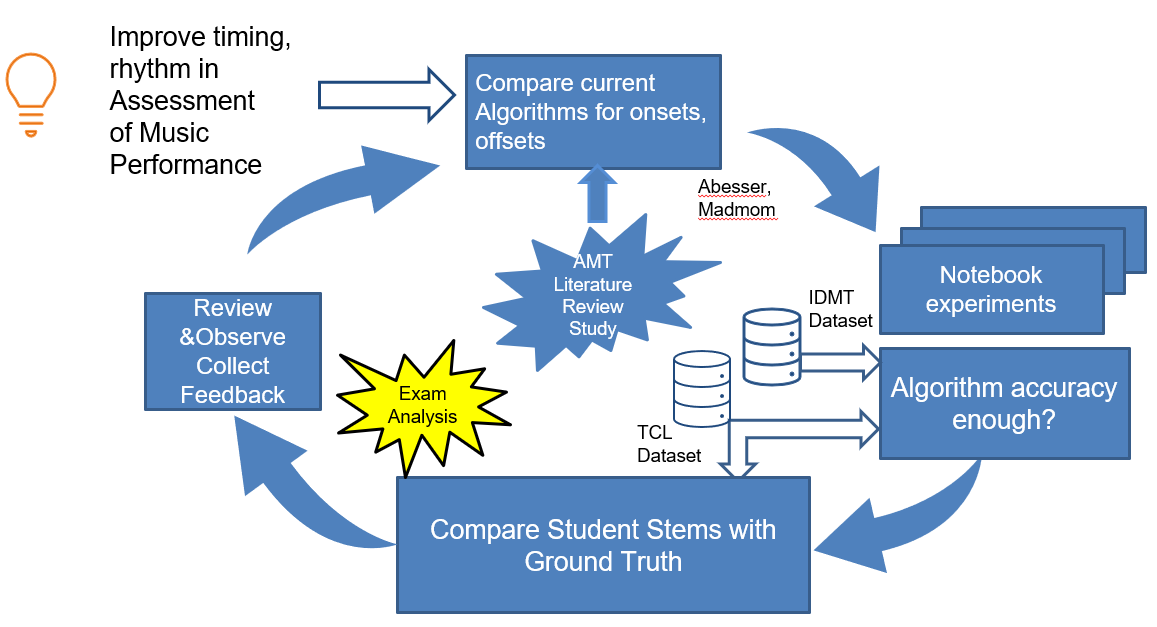 Improve timing,
rhythm in
Assessment
of Music
Performance
Compare current
Algorithms for onsets,
offsets
Abesser,
Madmom
Notebook
experiments
AMT
Literature
Review
Study
IDMT
Dataset
Review
&Observe
Collect
Feedback
Exam
Analysis
Algorithm accuracy
enough?
TCL
Dataset
Compare Student Stems with
Ground Truth